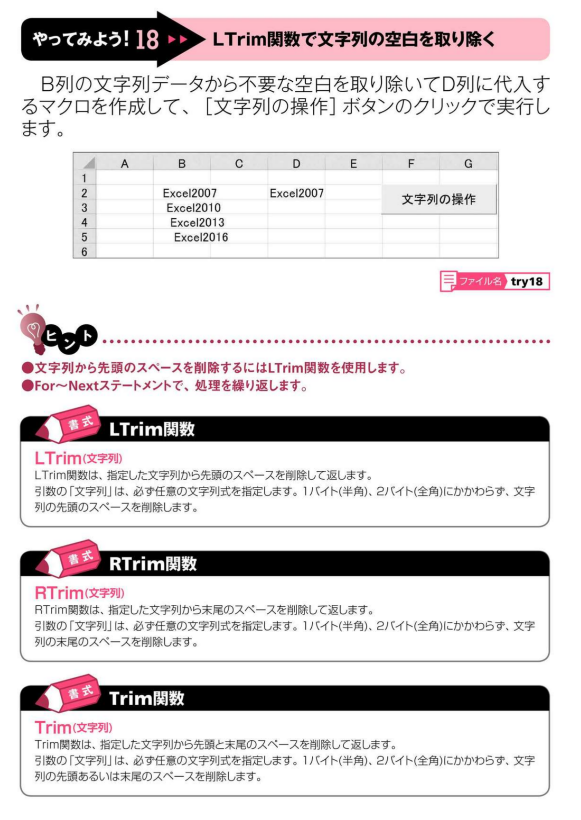 やってみよう! 18 LTrim関数で文字列の空白を取り除く
B列の文字列データから不要な空白を取り除いてD列に代入す
るマクロを作成して、[文字列の操作]ボタンのクリックで実行し
ます。
A B C D E F G
1
2 Excel2007 Excel2007 文字列の操作
3 Excel2010
4 Excel2013
5 Excel2016
6
ファイル名 try18
ヒント
●文字列から先頭のスペースを削除するにはLTrim関数を使用します。
●For〜Nextステートメントで、処理を繰り返します。
書式 LTrim関数
LTrim(文字列)
LTrim関数は、指定した文字列から先頭のスペースを削除して返します。
引数の「文字列」は、必ず任意の文字列式を指定します。1バイト(半角)、2バイト(全角)にかかわらず、文字
列の先頭のスペースを削除します。
書式 RTrim関数
RTrim(文字列)
RTrim関数は、指定した文字列から末尾のスペースを削除して返します。
引数の「文字列」は、必ず任意の文字列式を指定します。1バイト(半角)、2バイト(全角)にかかわらず、文字
列の末尾のスペースを削除します。
書式 Trim関数
Trim(文字列)
Trim関数は、指定した文字列から先頭と末尾のスペースを削除して返します。
引数の「文字列」は、必ず任意の文字列式を指定します。1バイト(半角)、2バイト(全角)にかかわらず、文字
列の先頭あるいは末尾のスペースを削除します。